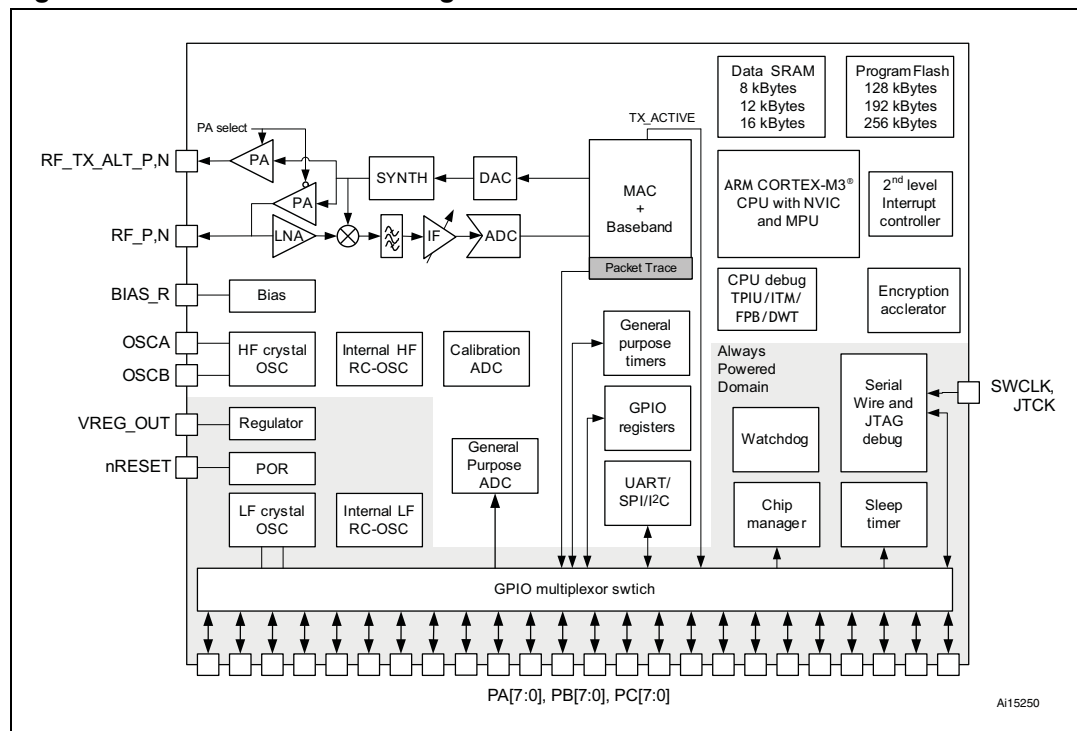 Data SRAM
8 kBytes
12 kBytes
16 kBytes
Program Flash
128 kBytes
192 kBytes
256 kBytes
PA select
TX_ACTIVE
RF_TX_ALT_P,N
PA
SYNTH
DAC
MAC
+
Baseband
ARM CORTEX-M3®
CPU with NVIC
and MPU
2nd level
Interrupt
controller
PA
RF_P,N
LNA
IF
ADC
Packet Trace
BIAS_R
Bias
CPU debug
TPIU/ITM/
FPB/DWT
Encryption
acclerator
OSCA
OSCB
HF crystal
OSC
Internal HF
RC-OSC
Calibration
ADC
General
purpose
timers
Always
Powered
Domain
Serial
Wire and
JTAG
debug
SWCLK,
JTCK
VREG_OUT
Regulator
GPIO
registers
Watchdog
nRESET
POR
General
Purpose
ADC
UART/
SPI/I2C
LF crystal
OSC
Internal LF
RC-OSC
Chip
manager
Sleep
timer
GPIO multiplexor swtich
PA[7:0], PB[7:0], PC[7:0]
Ai15250